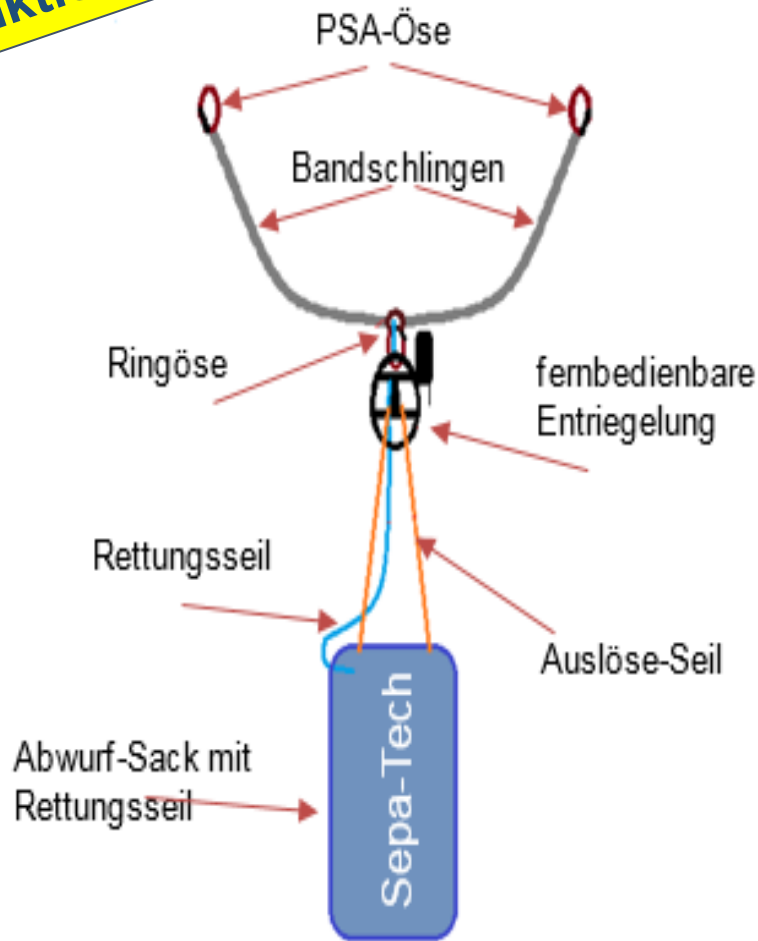 PSA-Öse
Bandschlingen
Ringöse
fernbedienbare
Entriegelung
Rettungsseil
Auslöse-Seil
Sepa-Tech
Abwurf-Sack mit
Rettungsseil